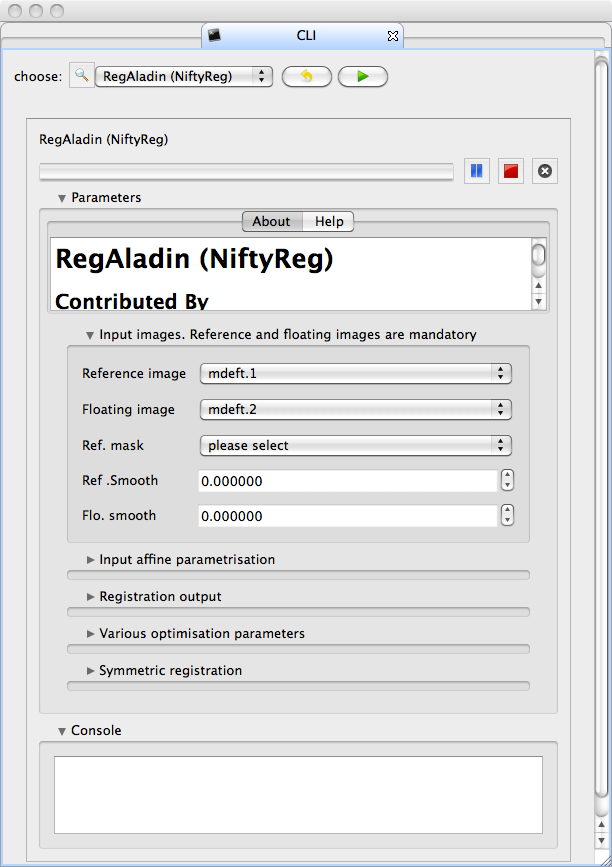 CLI
choose: RegAladin (NiftyReg)
RegAladin (NiftyReg)
Parameters
About Help
RegAladin (NiftyReg)
Contributed By
Input images. Reference and floating images are mandatory
Reference image mdeft.1
Floating image mdeft.2
Ref. mask please select
Ref .Smooth 0.000000
Flo. smooth 0.000000
Input affine parametrisation
Registration output
Various optimisation parameters
Symmetric registration
Console